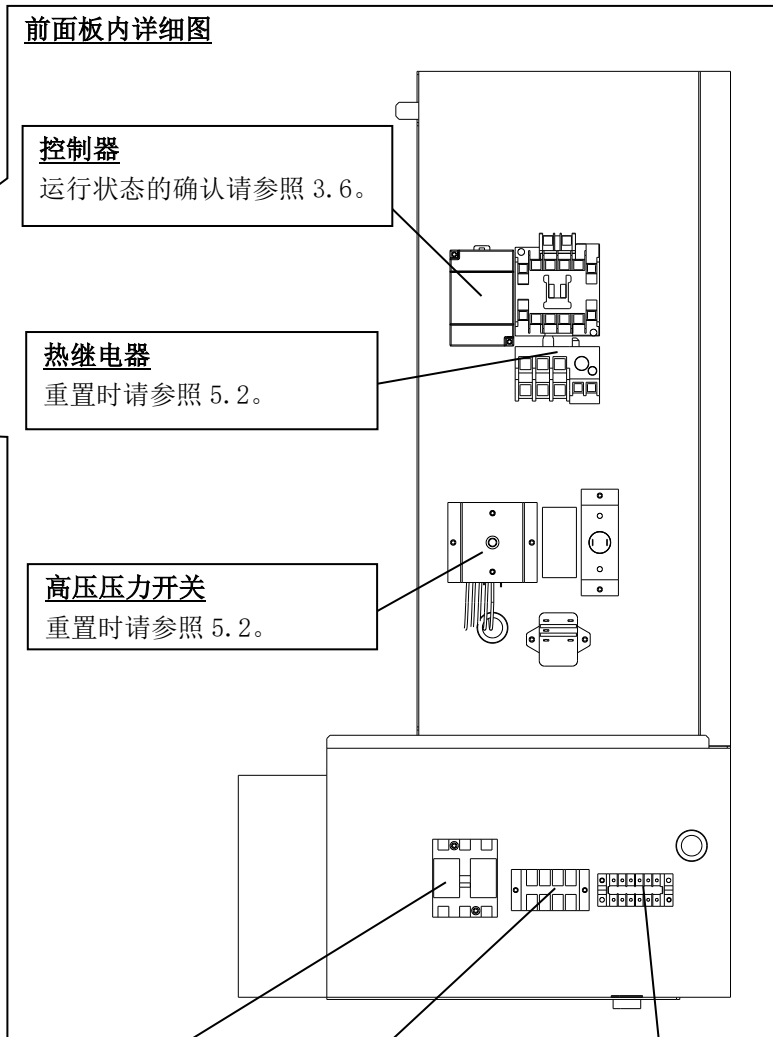 前面板内详细图
控制器
运行状态的确认请参照 3.6。
热继电器
重置时请参照 5.2。
高压压力开关
重置时请参照 5.2。